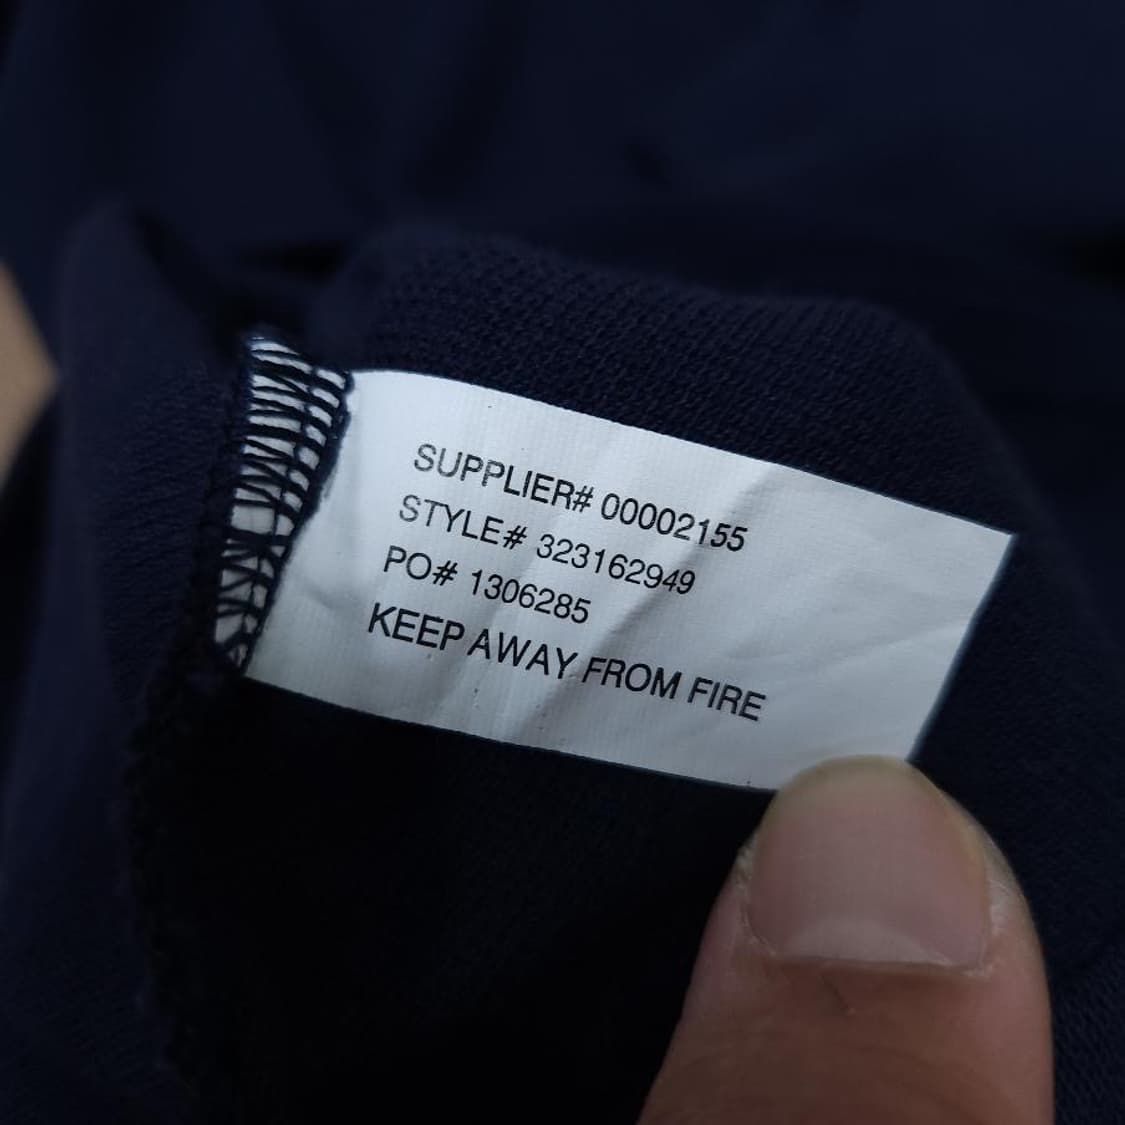 SUPPLIER# 00002155
STYLE# 323162949
PO# 1306285
KEEP AWAY FROM FIRE